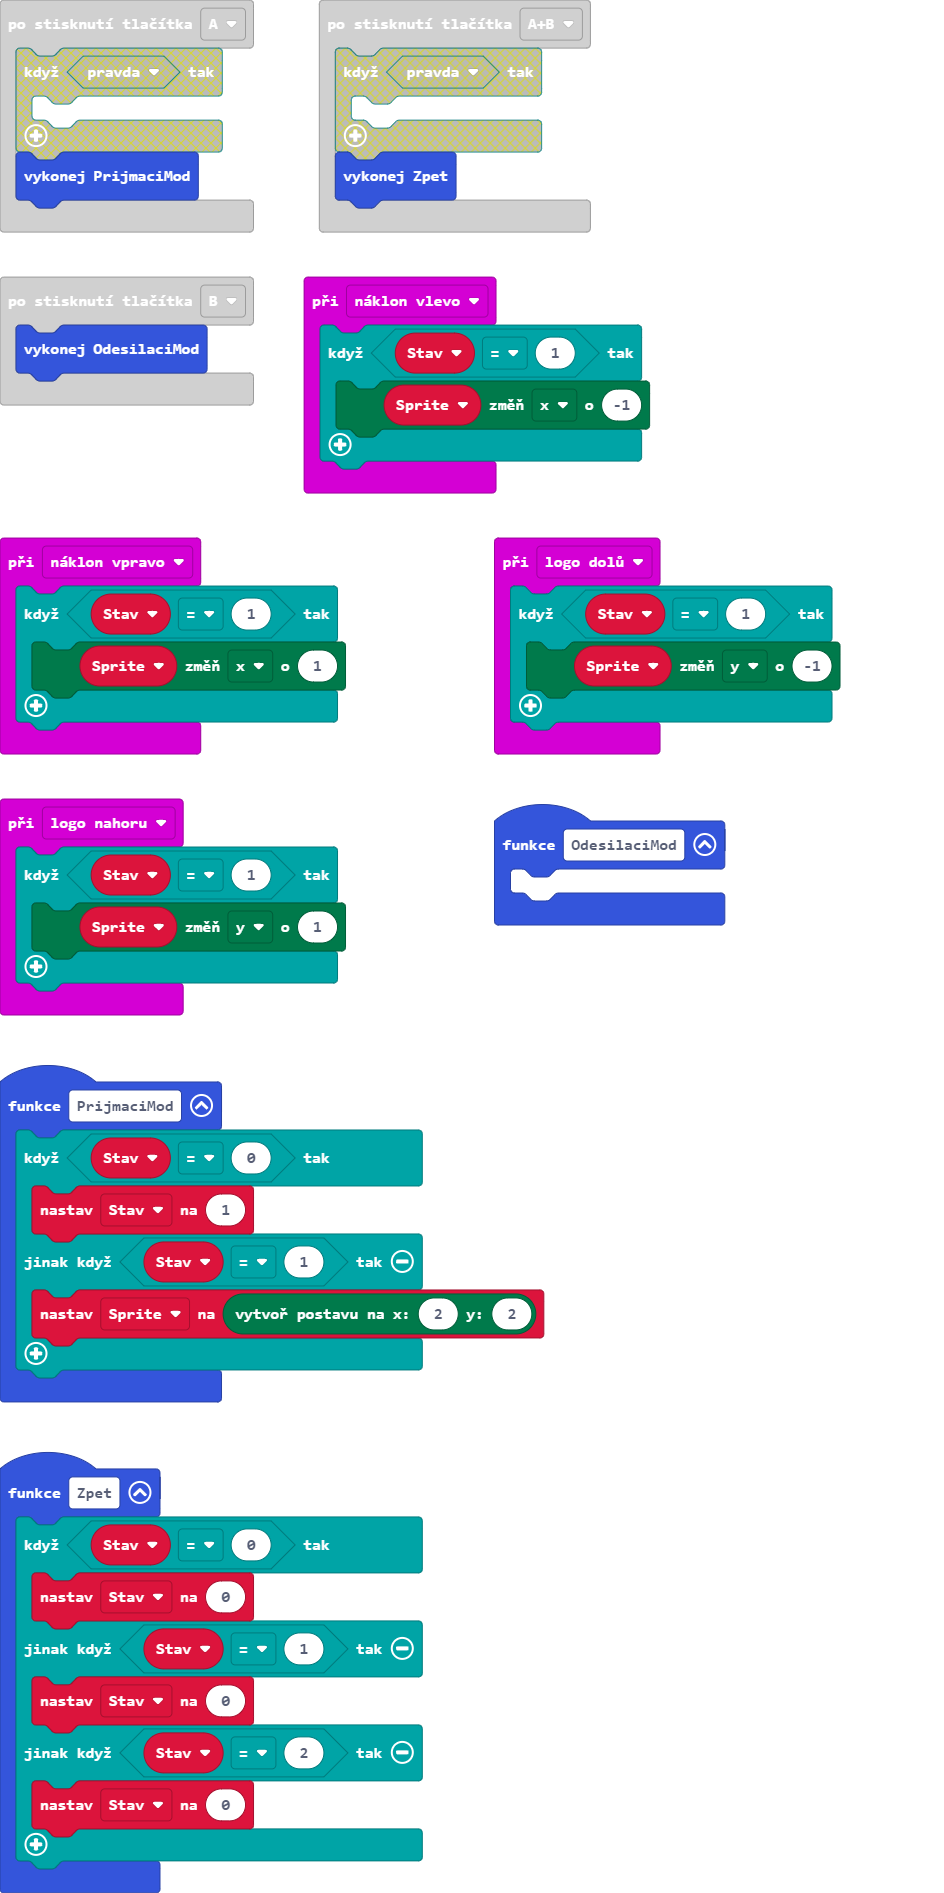 po stisknutí tlačítka A
když pravda tak
vykonej PrijmaciMod
po stisknutí tlačítka A+B
když pravda tak
vykonej Zpet
po stisknutí tlačítka B
vykonej OdesilaciMod
při náklon vlevo
když Stav = 1 tak
Sprite změň x o -1
při náklon vpravo
když Stav = 1 tak
Sprite změň x o 1
při logo dolů
když Stav = 1 tak
Sprite změň y o -1
při logo nahoru
když Stav = 1 tak
Sprite změň y o 1
funkce OdesilaciMod
funkce PrijmaciMod
když Stav = 0 tak
nastav Stav na 1
jinak když Stav = 1 tak
nastav Sprite na vytvoř postavu na x: 2 y: 2
funkce Zpet
když Stav = 0 tak
nastav Stav na 0
jinak když Stav = 1 tak
nastav Stav na 0
jinak když Stav = 2 tak
nastav Stav na 0